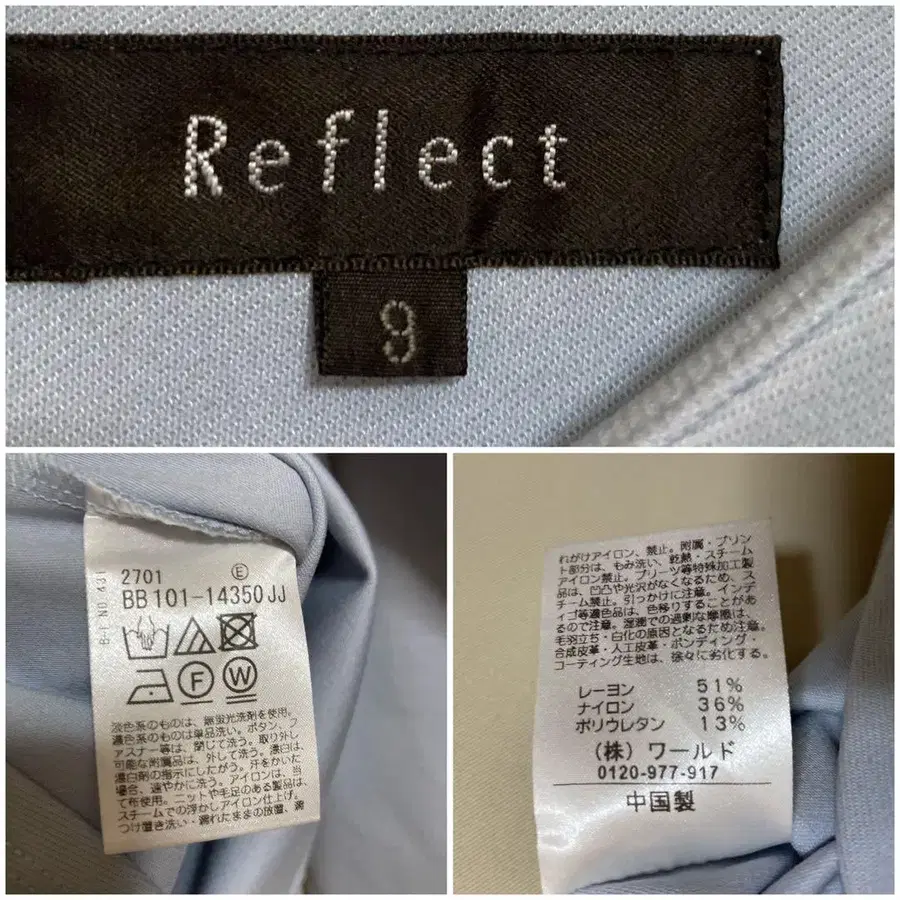 Reflect
9
2701 Ⓔ
BB 101-14350 JJ
F
W
淡色系のものは、無蛍光洗剤を使用。
濃色系のものは単品洗い。ボタン、フ
ァスナー等は、閉じて洗う。取り外し
可能な附属品は、外して洗う。漂白は、
漂白剤の指示にしたがう。汗をかいた
場合、速やかに洗う。アイロンは、当
て布使用。ニットや毛足のある製品は、
スチームでの浮かしアイロン仕上げ。
つけ置き洗い・濡れたままの放置、濡
れがけアイロン、禁止。附属・プリン
ト部分は、もみ洗い、乾熱・スチーム
アイロン禁止。プリーツ等特殊加工製
品は、凹凸や光沢がなくなるため、ス
チーム禁止。引っかけに注意。インデ
ィゴ等濃色品は、色移りすることがあ
るので注意。湿潤での過剰な摩擦は、
毛羽立ち・白化の原因となるため注意。
合成皮革・人工皮革・ボンディング・
コーティング生地は、徐々に劣化する。
レーヨン 51%
ナイロン 36%
ポリウレタン 13%
(株)ワールド
0120-977-917
中国製